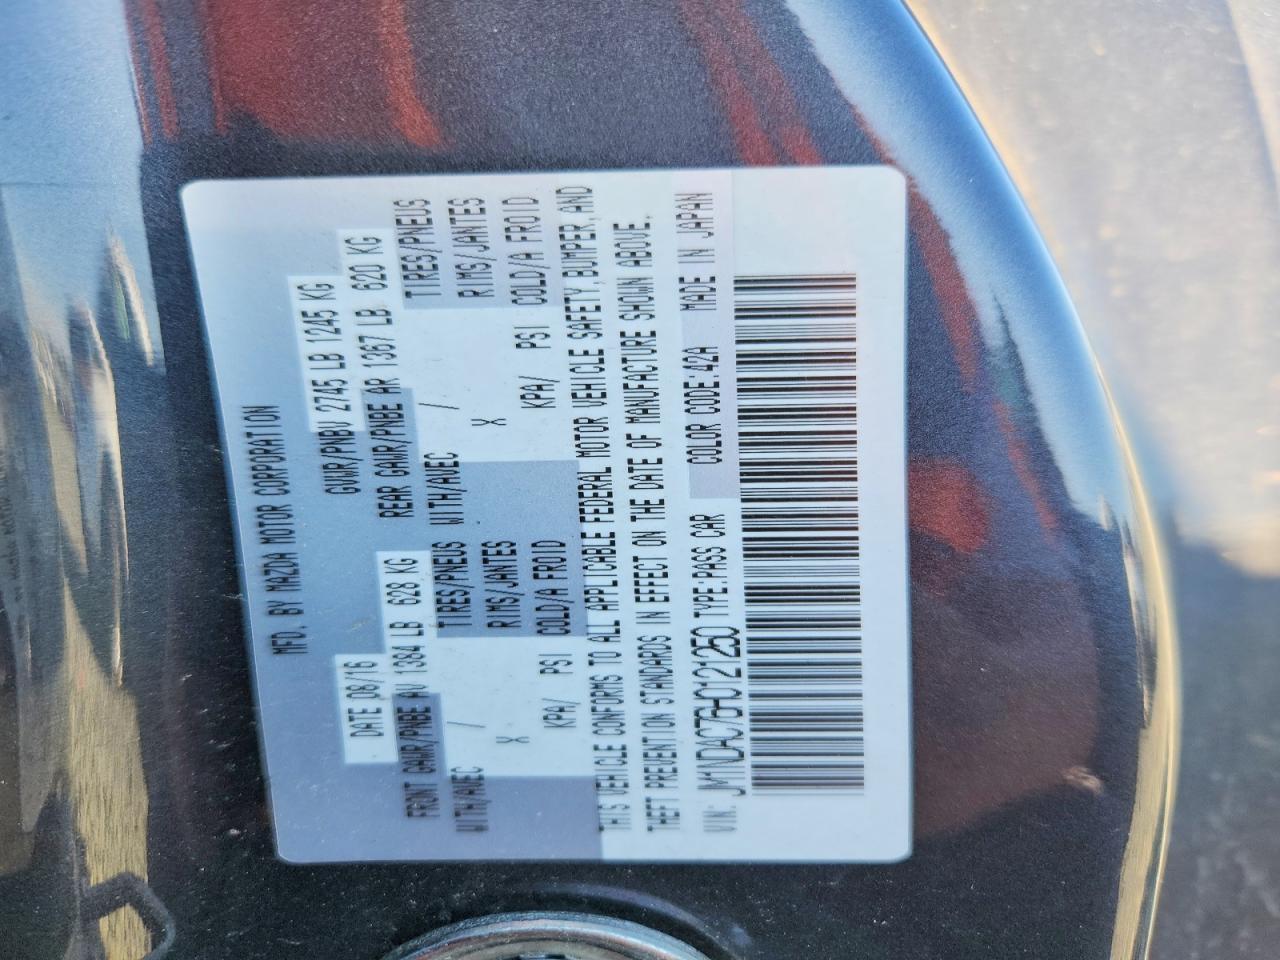 MFD. BY MAZDA MOTOR CORPORATION
DATE 08/16 GVWR/PNBV 2745 LB 1245 KG
FRONT GAWR/PNBE AV 1384 LB 628 KG REAR GAWR/PNBE AR 1367 LB 620 KG
WITH/AVEC / TIRES/PNEUS WITH/AVEC / TIRES/PNEUS
X RIMS/JANTES X RIMS/JANTES
KPA/ PSI COLD/A FROID KPA/ PSI COLD/A FROID
THIS VEHICLE CONFORMS TO ALL APPLICABLE FEDERAL MOTOR VEHICLE SAFETY, BUMPER, AND
THEFT PREVENTION STANDARDS IN EFFECT ON THE DATE OF MANUFACTURE SHOWN ABOVE.
VIN: JM1NDAC76H0121250 TYPE:PASS CAR COLOR CODE:42A MADE IN JAPAN